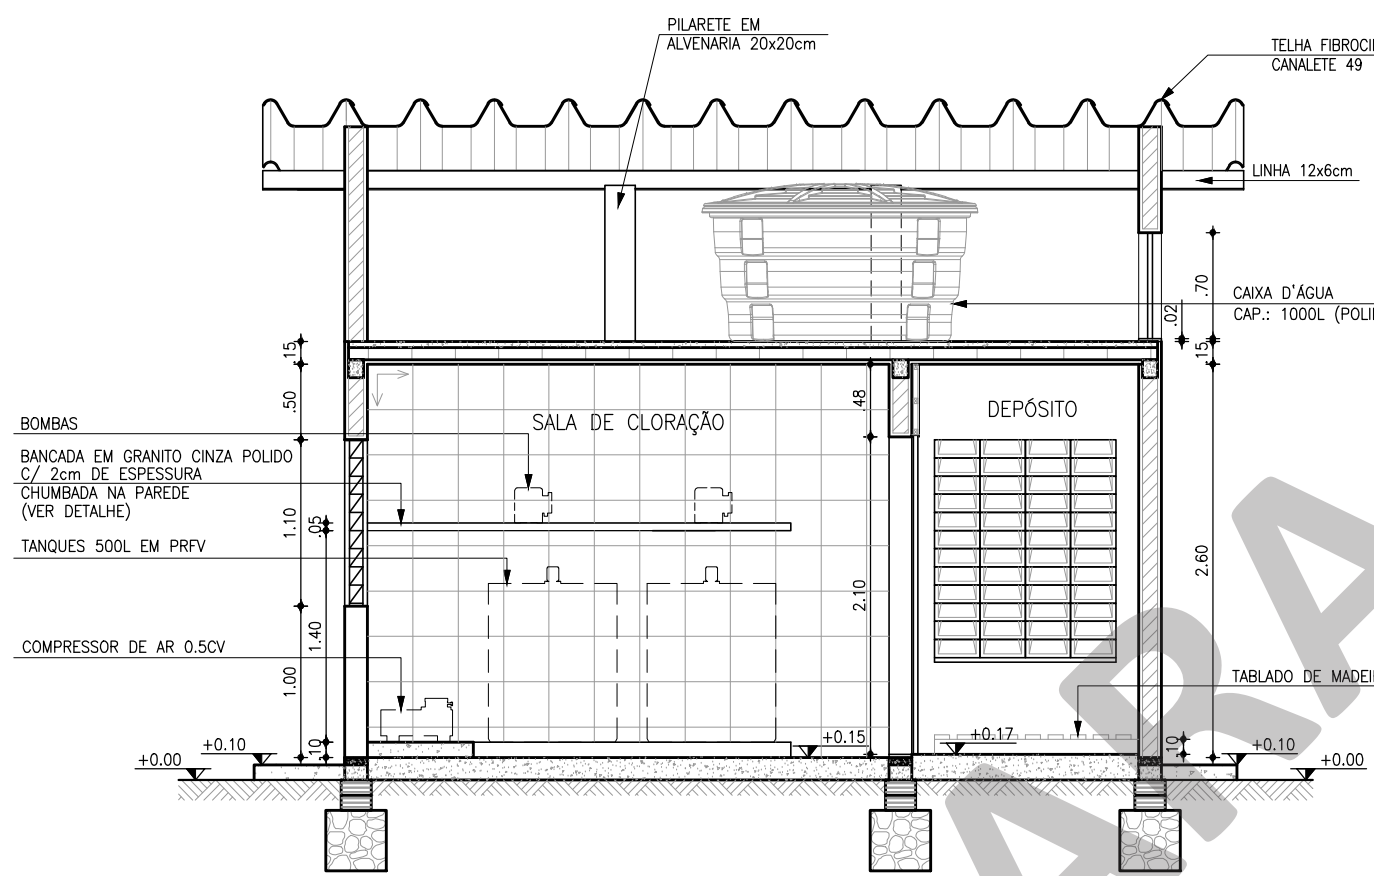 PILARETE EM
ALVENARIA 20x20cm
TELHA FIBROCI
CANALETE 49
LINHA 12x6cm
.70
CAIXA D'ÁGUA
CAP.: 1000L (POLI
.02
.15
.15
.50
.48
SALA DE CLORAÇÃO
DEPÓSITO
BOMBAS
BANCADA EM GRANITO CINZA POLIDO
C/ 2cm DE ESPESSURA
CHUMBADA NA PAREDE
(VER DETALHE)
1.10
.05
TANQUES 500L EM PRFV
2.60
2.10
1.40
COMPRESSOR DE AR 0.5CV
1.00
TABLADO DE MADEI
+0.15
+0.17
.10
.10
+0.10
+0.00
+0.10
+0.00
ARA